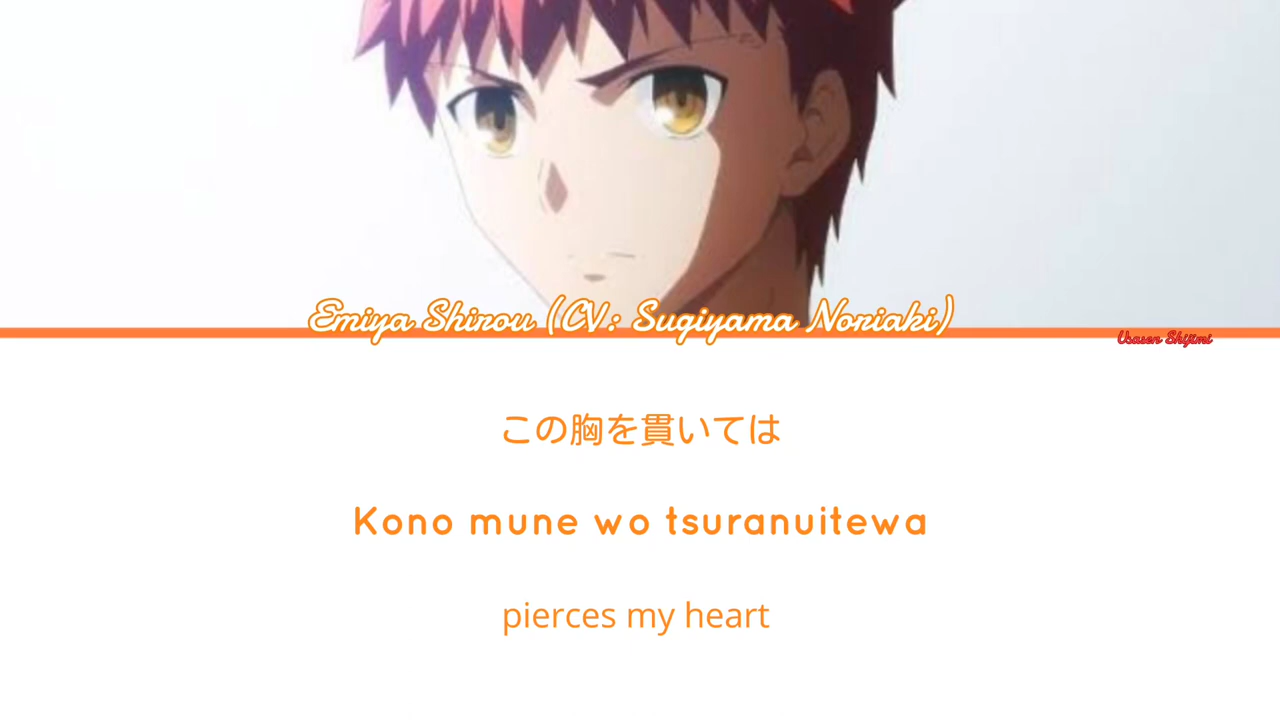 Emiya Shirou (CV: Sugiyama Noriaki)
Usasen Shijimi
この胸を貫いては
Kono mune wo tsuranuitewa
pierces my heart